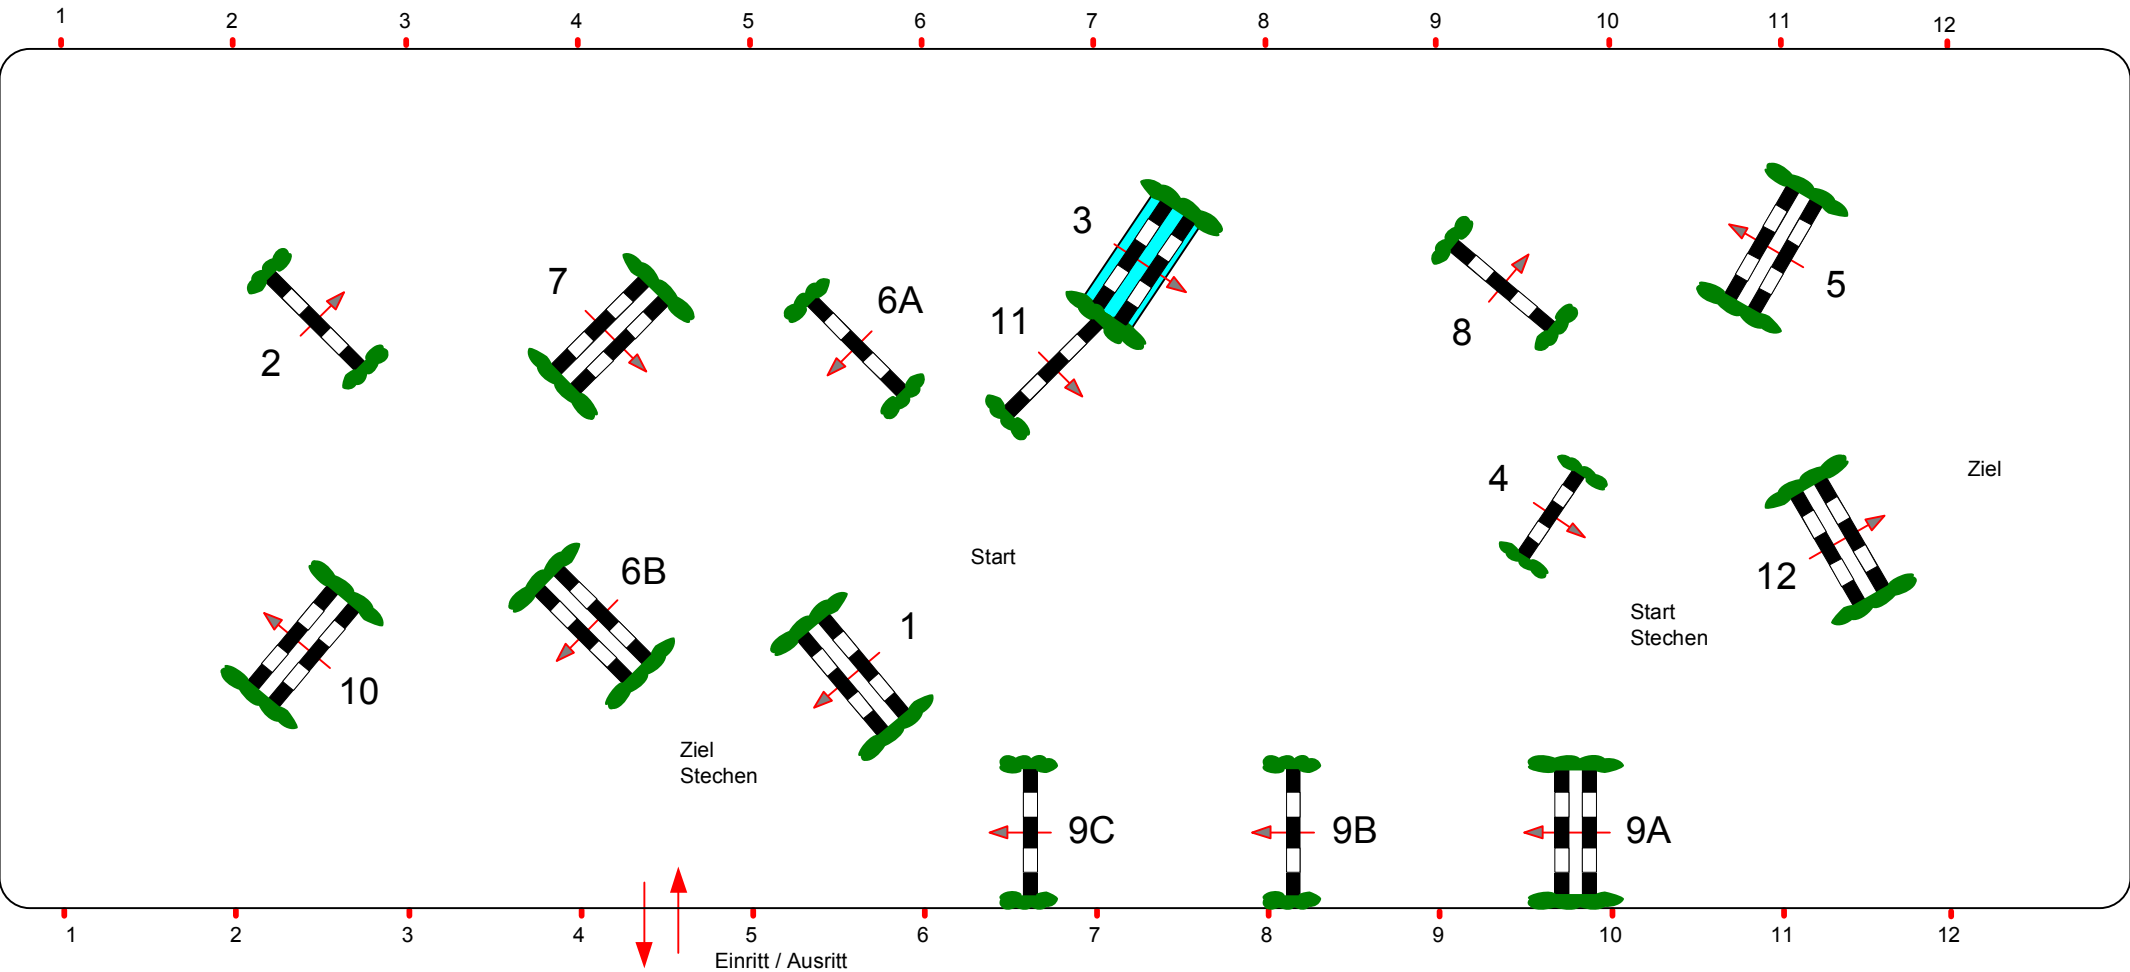 1 2 3 4 5 6 7 8 9 10 11 12
3
7
6A
5
11
8
2
4
Ziel
Start
6B
12
1
Start
Stechen
10
Ziel
Stechen
9C
9B
9A
1 2 3 4 5 6 7 8 9 10 11 12
Einritt / Ausritt